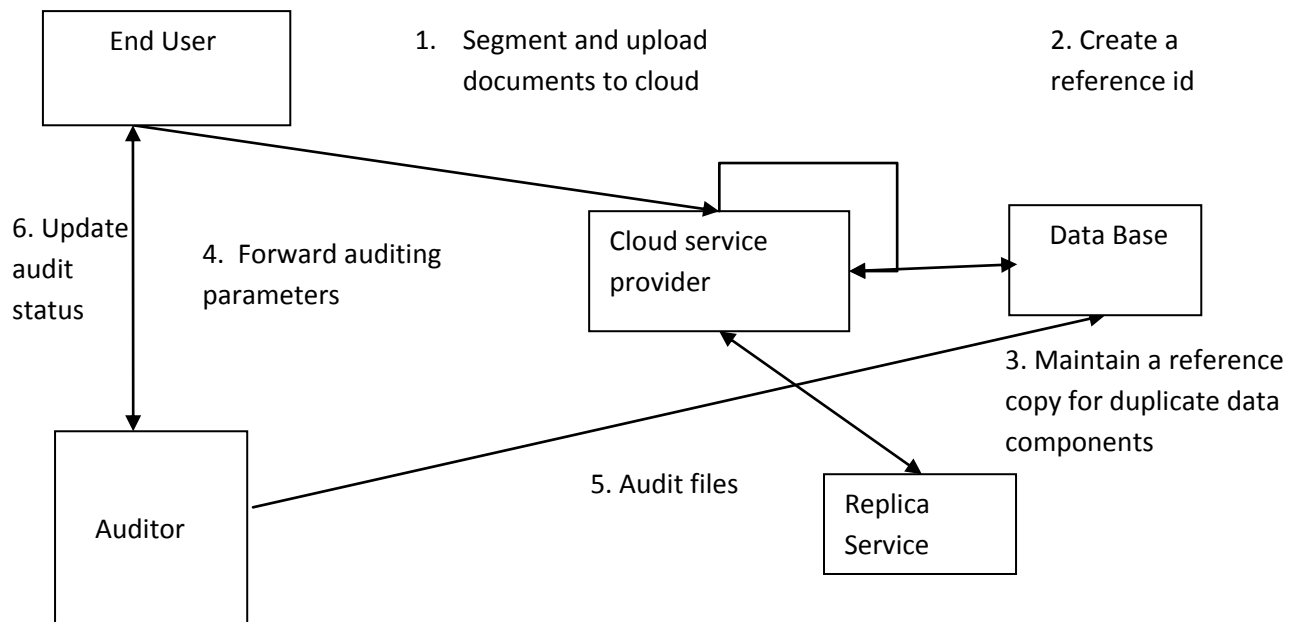 End User
1. Segment and upload
documents to cloud
2. Create a
reference id
6. Update
audit
status
4. Forward auditing
parameters
Cloud service
provider
Data Base
3. Maintain a reference
copy for duplicate data
components
5. Audit files
Replica
Service
Auditor